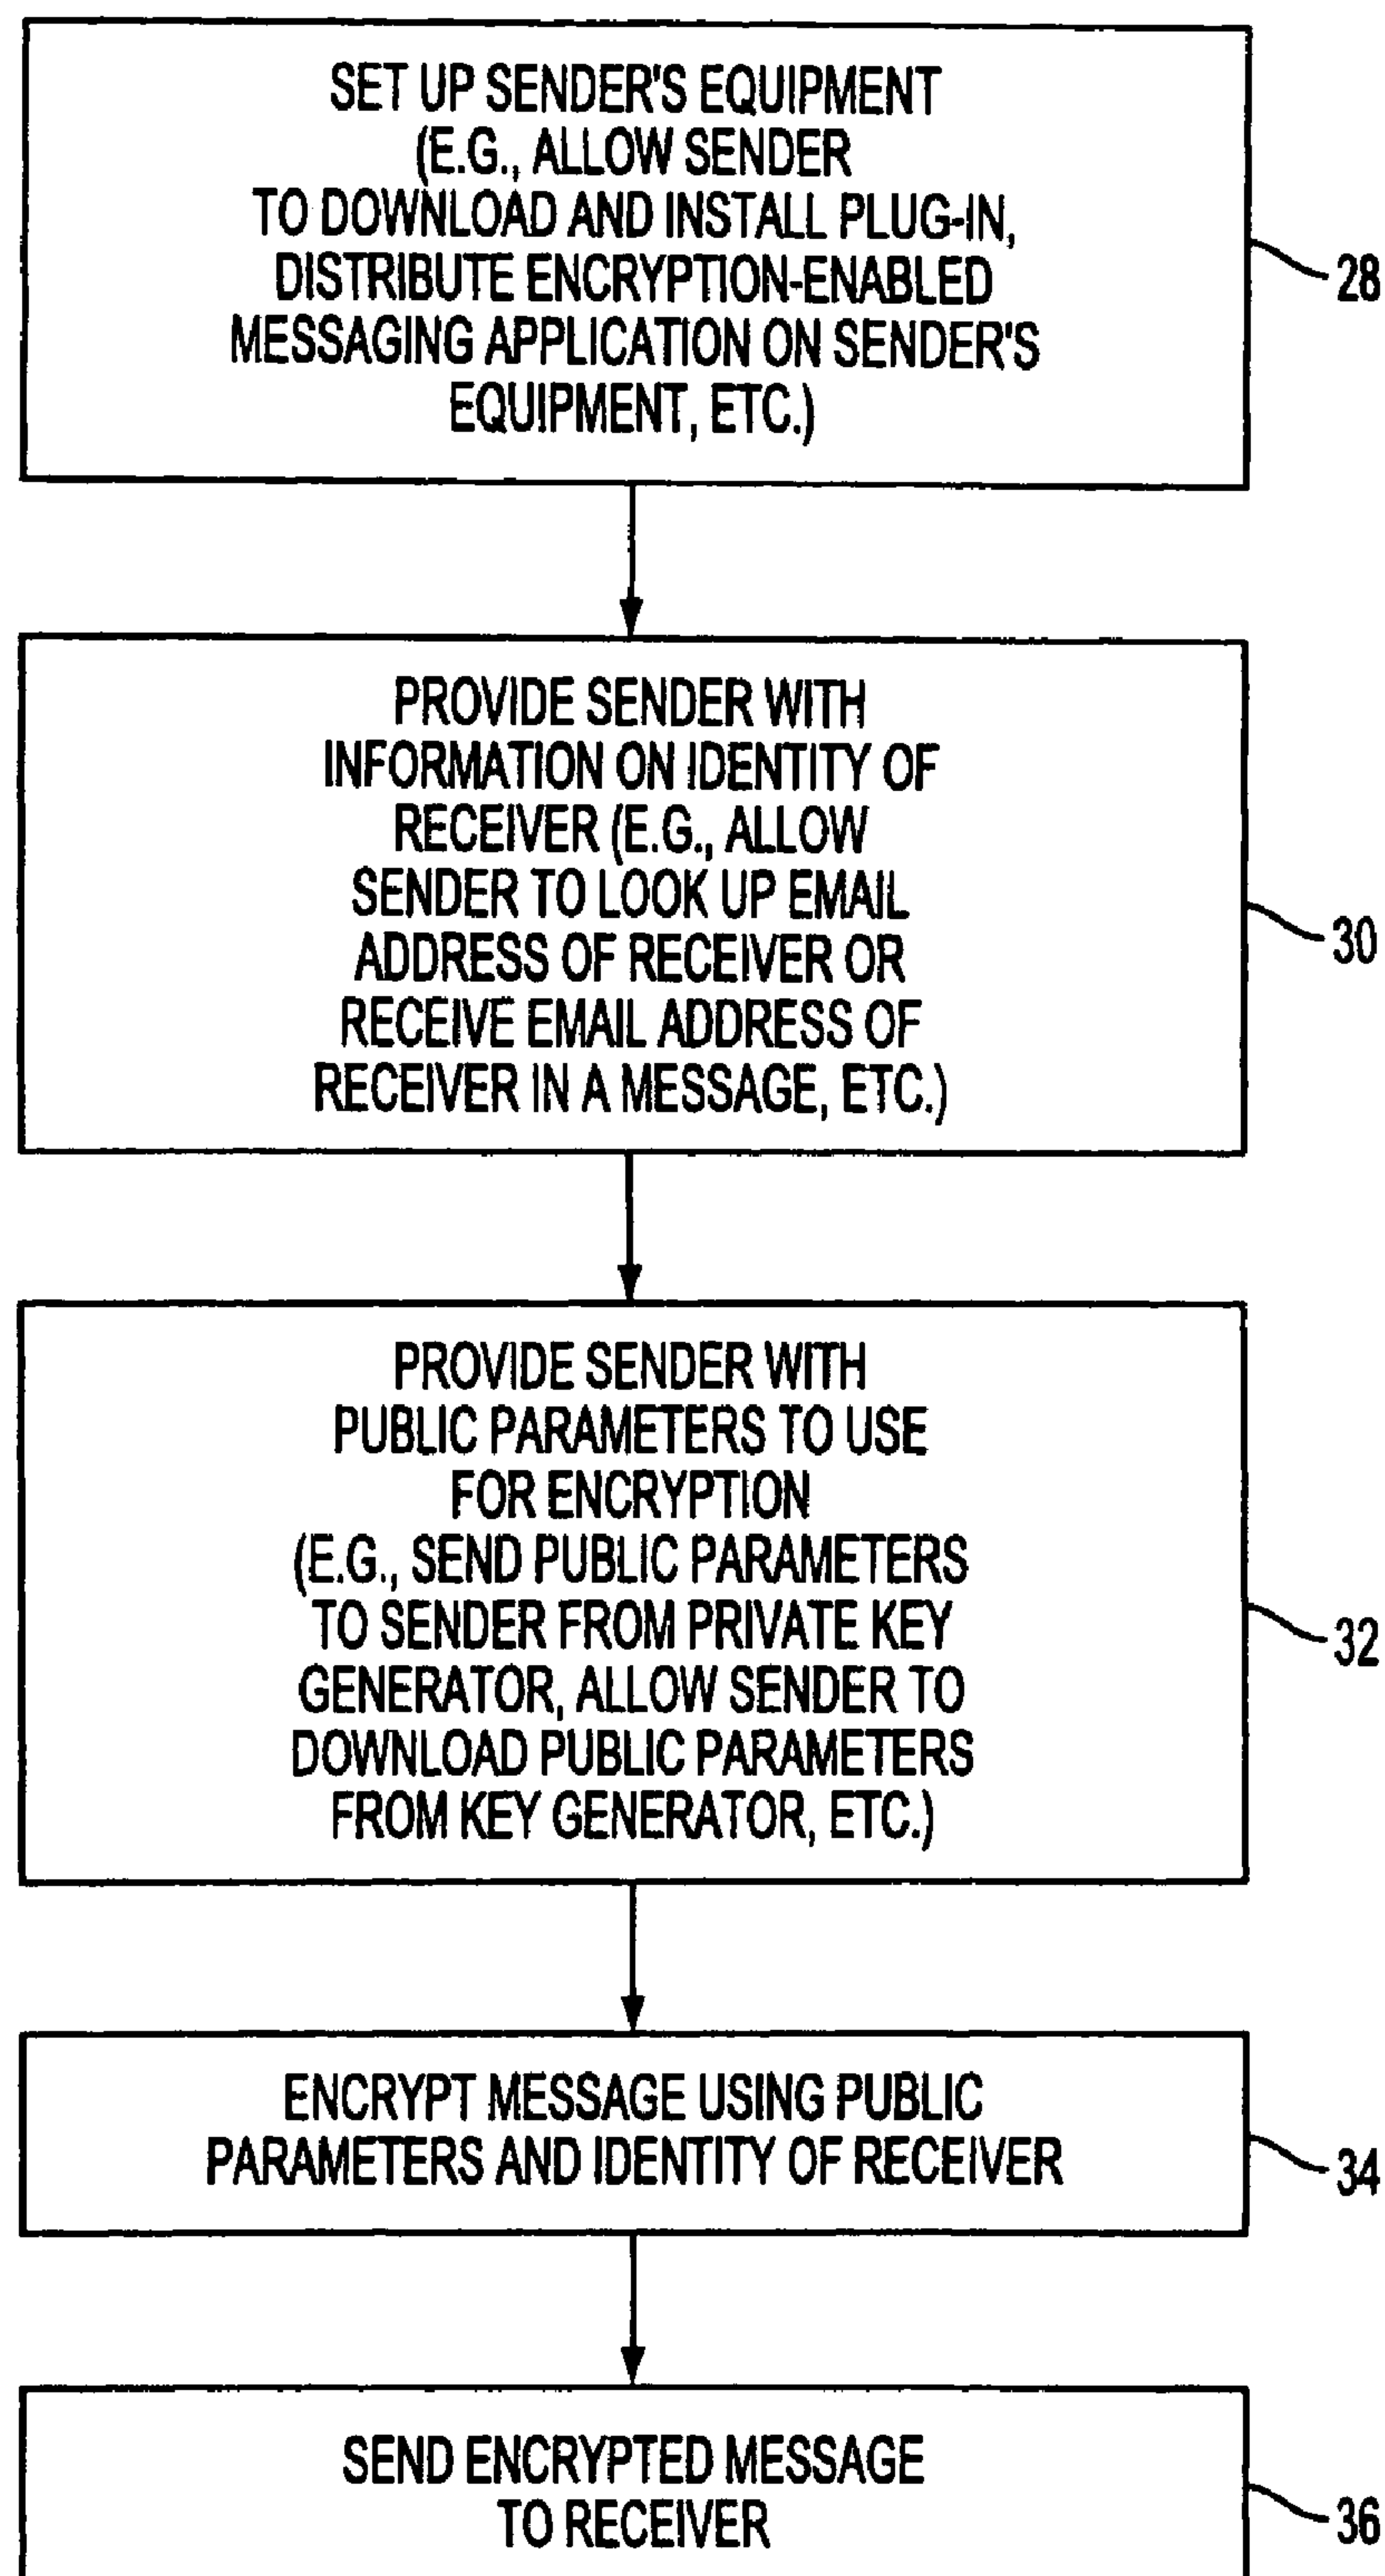 SET UP SENDER'S EQUIPMENT
(E.G., ALLOW SENDER
TO DOWNLOAD AND INSTALL PLUG-IN,
DISTRIBUTE ENCRYPTION-ENABLED
MESSAGING APPLICATION ON SENDER'S
EQUIPMENT, ETC.)
28
PROVIDE SENDER WITH
INFORMATION ON IDENTITY OF
RECEIVER (E.G., ALLOW
SENDER TO LOOK UP EMAIL
ADDRESS OF RECEIVER OR
RECEIVE EMAIL ADDRESS OF
RECEIVER IN A MESSAGE, ETC.)
30
PROVIDE SENDER WITH
PUBLIC PARAMETERS TO USE
FOR ENCRYPTION
(E.G., SEND PUBLIC PARAMETERS
TO SENDER FROM PRIVATE KEY
GENERATOR, ALLOW SENDER TO
DOWNLOAD PUBLIC PARAMETERS
FROM KEY GENERATOR, ETC.)
32
ENCRYPT MESSAGE USING PUBLIC
PARAMETERS AND IDENTITY OF RECEIVER
34
SEND ENCRYPTED MESSAGE
TO RECEIVER
36